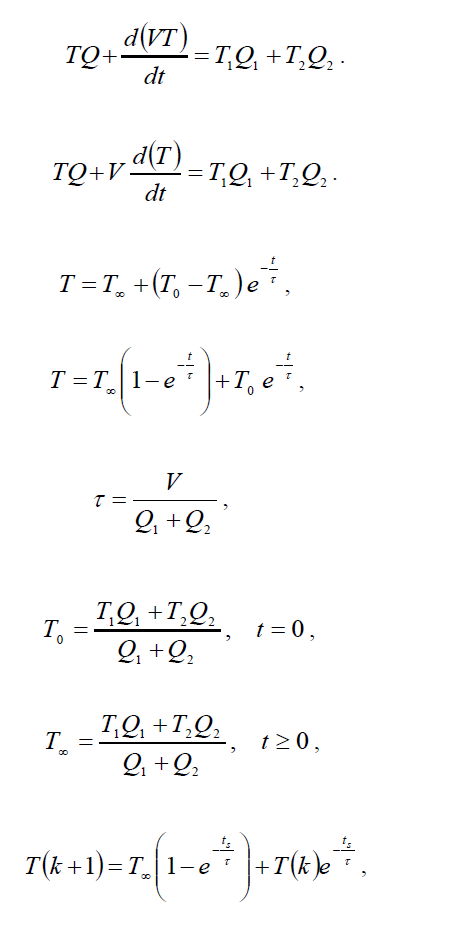 TQ + d(VT)/dt = T₁Q₁ + T₂Q₂ .
TQ + V d(T)/dt = T₁Q₁ + T₂Q₂ .
T = T∞ + (T₀ − T∞) e^(−t/τ) ,
T = T∞ (1 − e^(−t/τ)) + T₀ e^(−t/τ) ,
τ = V/(Q₁ + Q₂) ,
T₀ = (T₁Q₁ + T₂Q₂)/(Q₁ + Q₂) , t = 0 ,
T∞ = (T₁Q₁ + T₂Q₂)/(Q₁ + Q₂) , t ≥ 0 ,
T(k+1) = T∞ (1 − e^(−tₛ/τ)) + T(k) e^(−tₛ/τ) ,